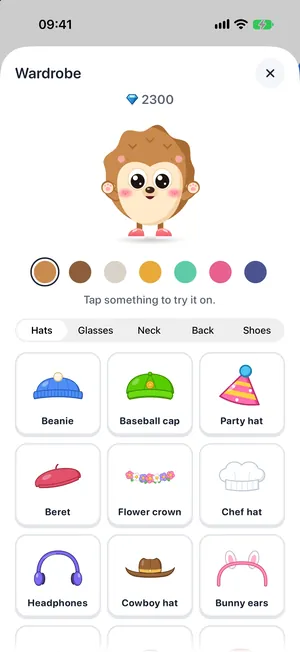 09:41
Wardrobe
2300
Tap something to try it on.
Hats Glasses Neck Back Shoes
Beanie Baseball cap Party hat
Beret Flower crown Chef hat
Headphones Cowboy hat Bunny ears